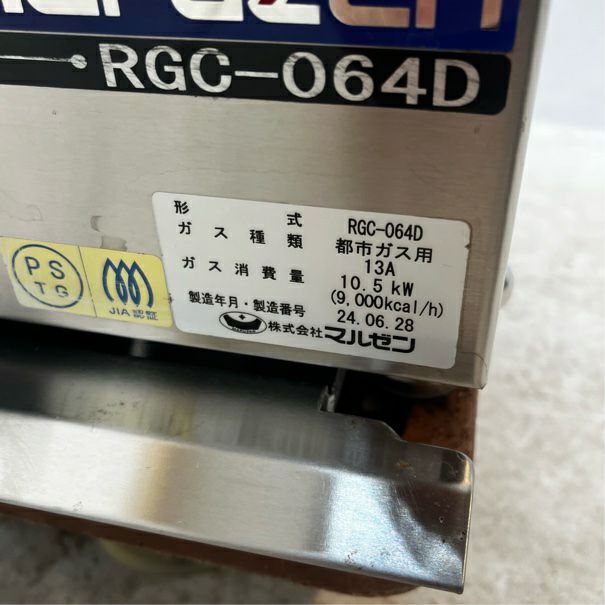 RGC-064D
形式 RGC-064D
ガス種類 都市ガス用
13A
ガス消費量 10.5 kW
(9,000kcal/h)
製造年月・製造番号 24.06.28
株式会社マルゼン
PS
TG
JIA認証